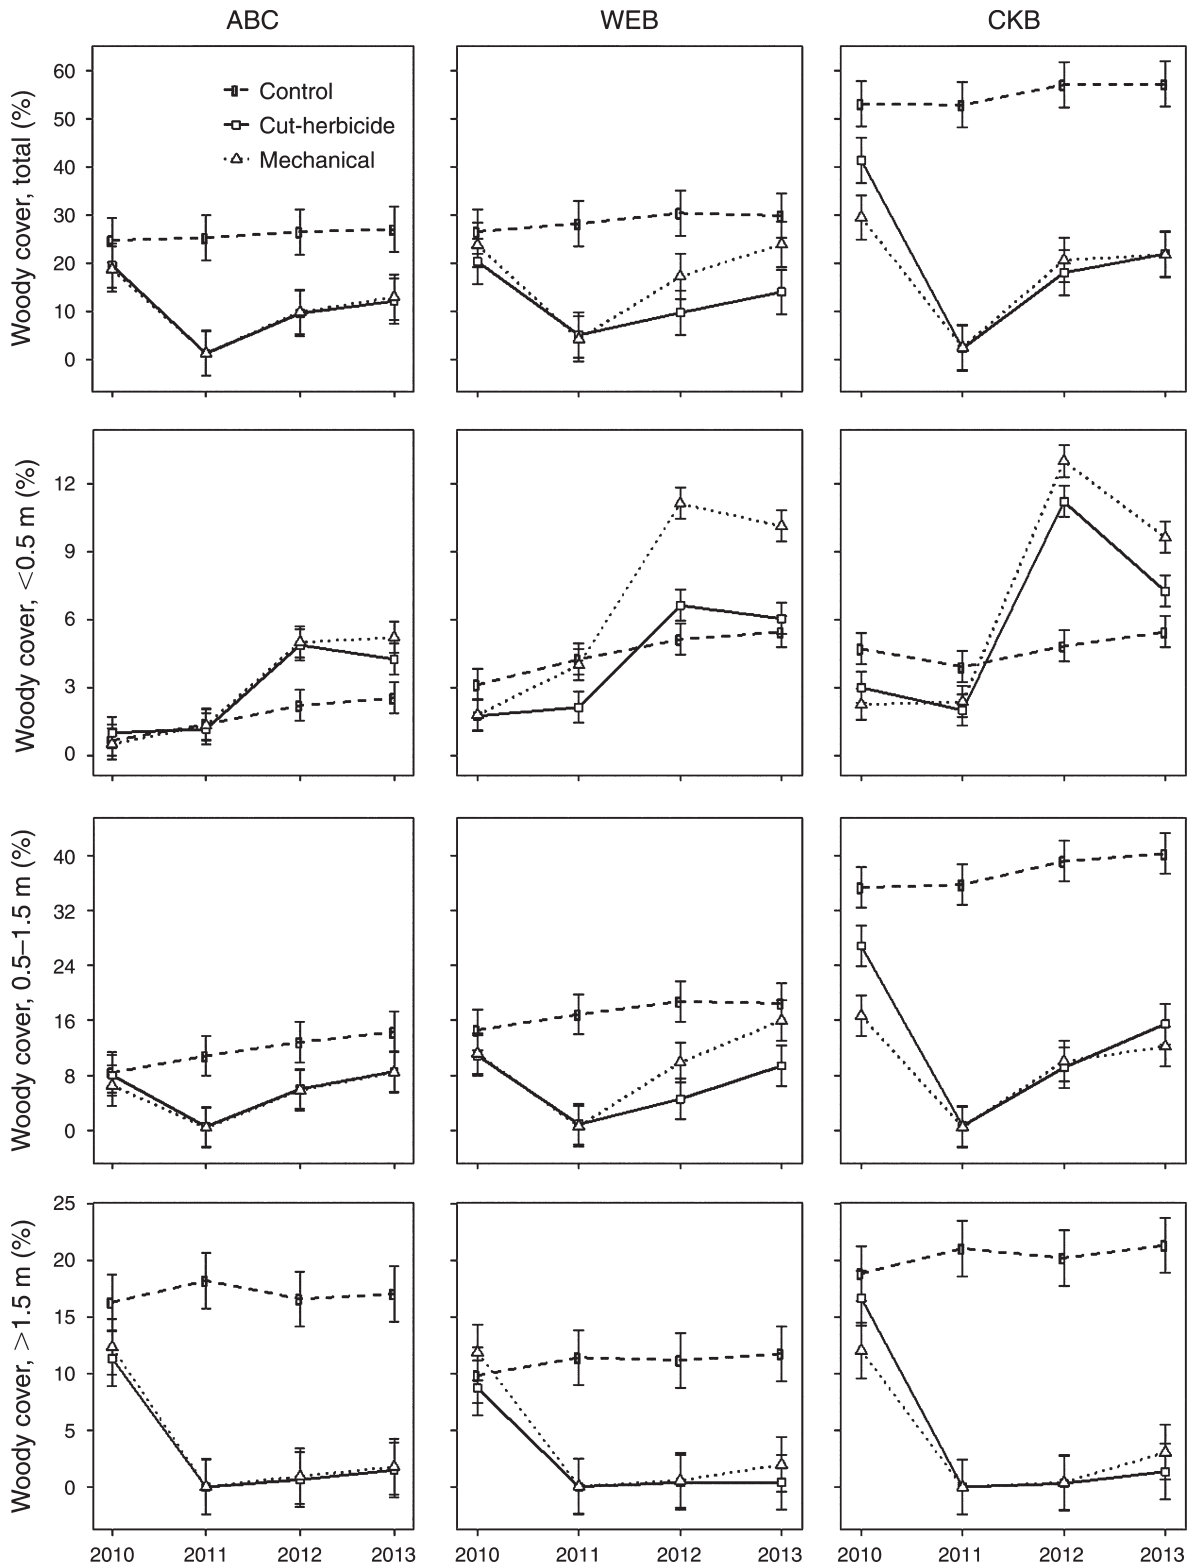 ABC WEB CKB
Woody cover, total (%)
60
50
40
30
20
10
0
Control
Cut-herbicide
Mechanical
Woody cover, <0.5 m (%)
12
9
6
3
0
Woody cover, 0.5–1.5 m (%)
40
32
24
16
8
0
Woody cover, >1.5 m (%)
25
20
15
10
5
0
2010 2011 2012 2013 2010 2011 2012 2013 2010 2011 2012 2013